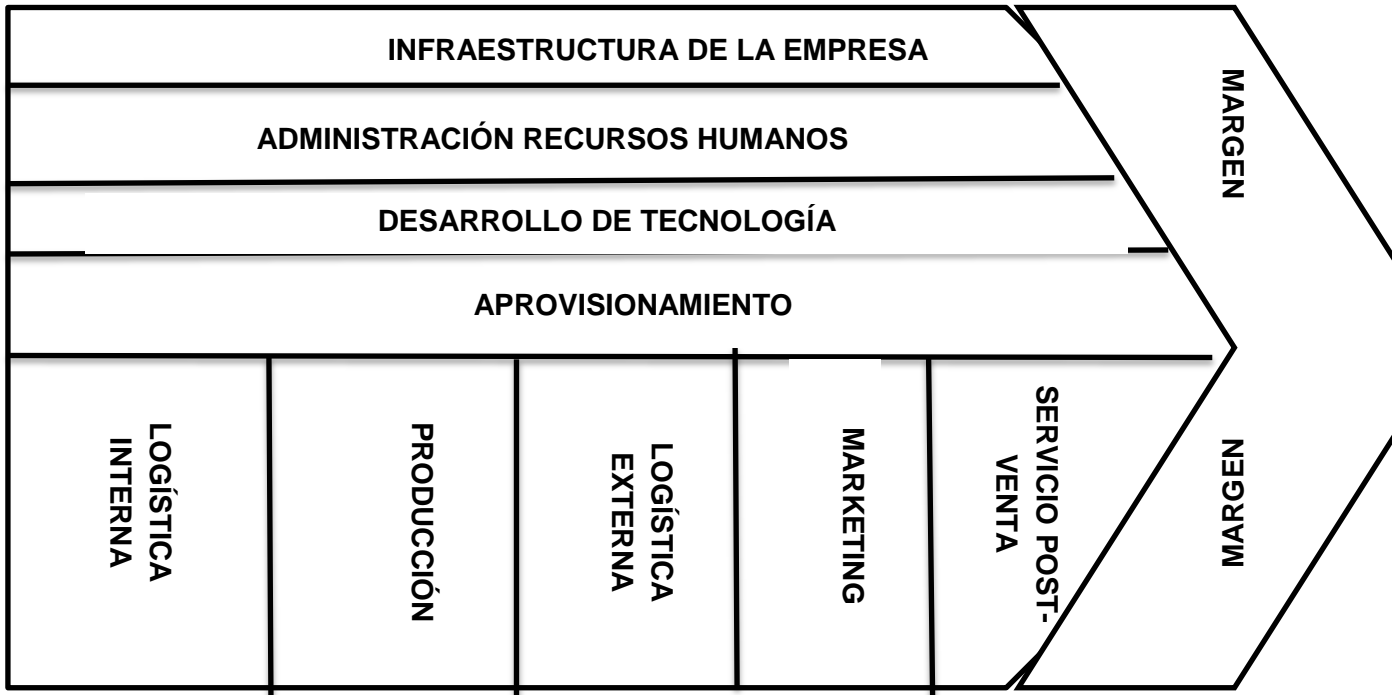 INFRAESTRUCTURA DE LA EMPRESA
ADMINISTRACIÓN RECURSOS HUMANOS
DESARROLLO DE TECNOLOGÍA
APROVISIONAMIENTO
LOGÍSTICA
INTERNA
PRODUCCIÓN
LOGÍSTICA
EXTERNA
MARKETING
SERVICIO POST-
VENTA
MARGEN
MARGEN